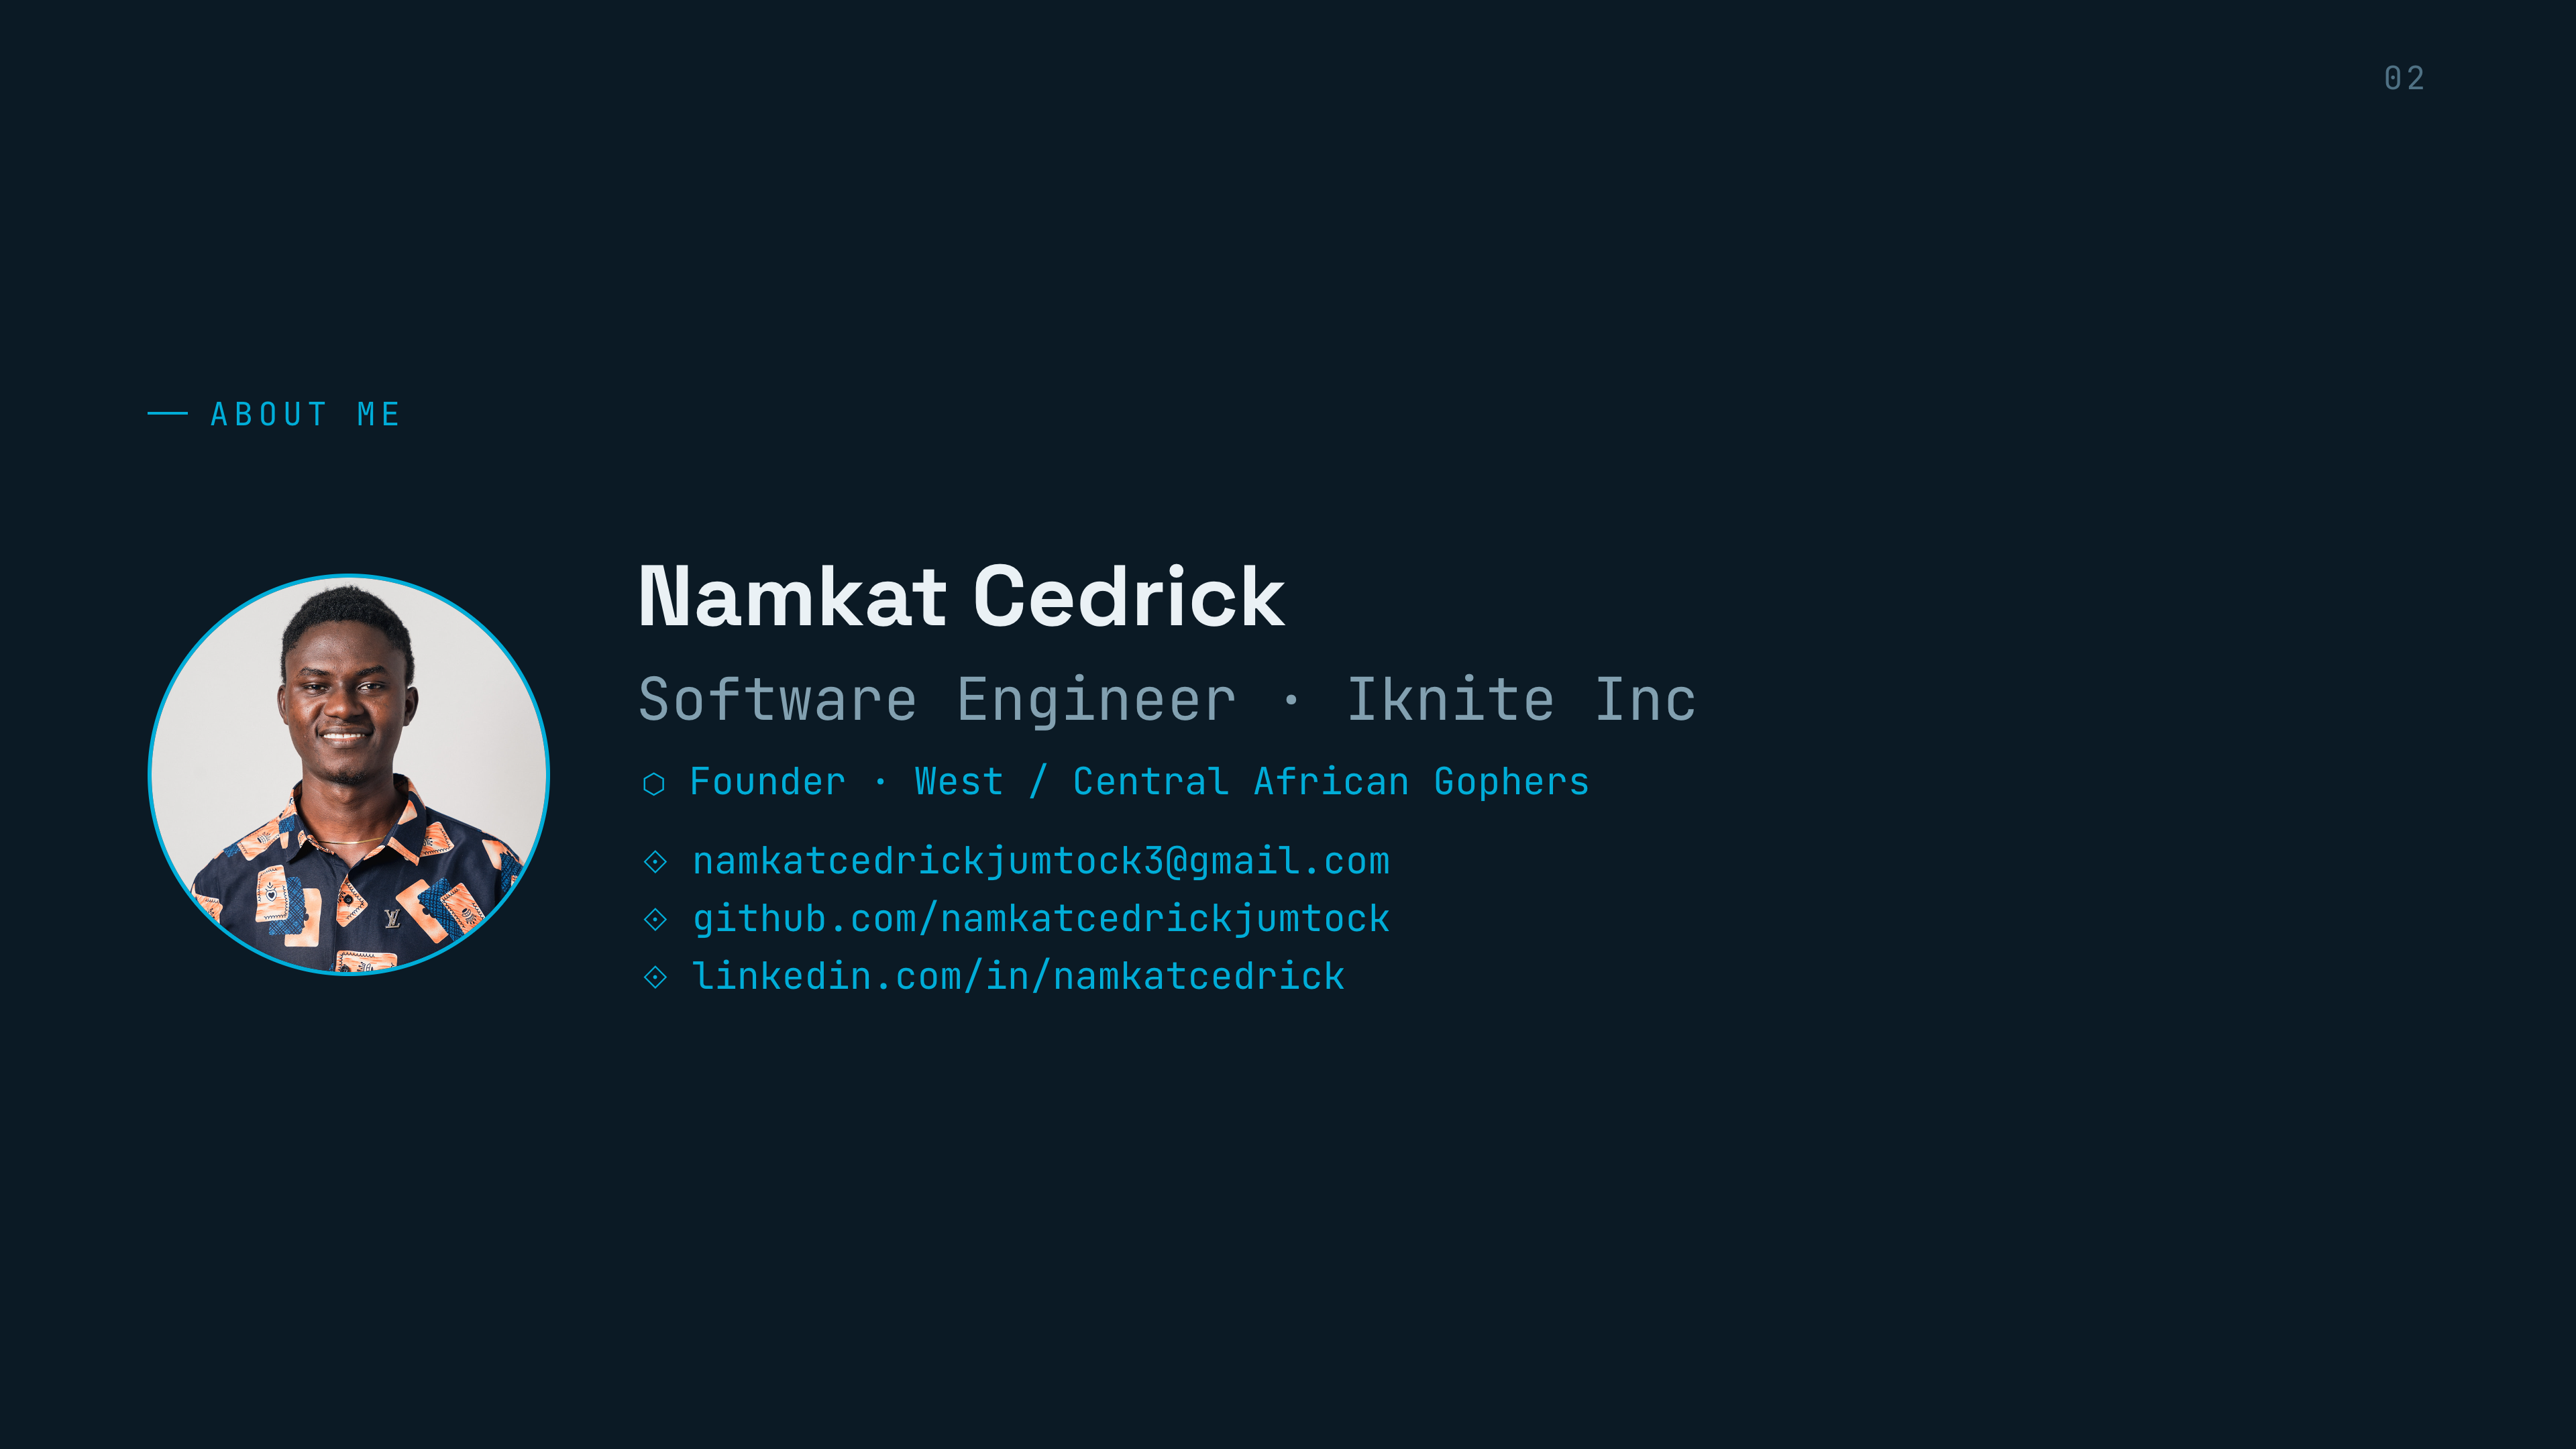 02
ABOUT ME
Namkat Cedrick
Software Engineer · Iknite Inc
Founder · West / Central African Gophers
namkatcedrickjumtock3@gmail.com
github.com/namkatcedrickjumtock
linkedin.com/in/namkatcedrick